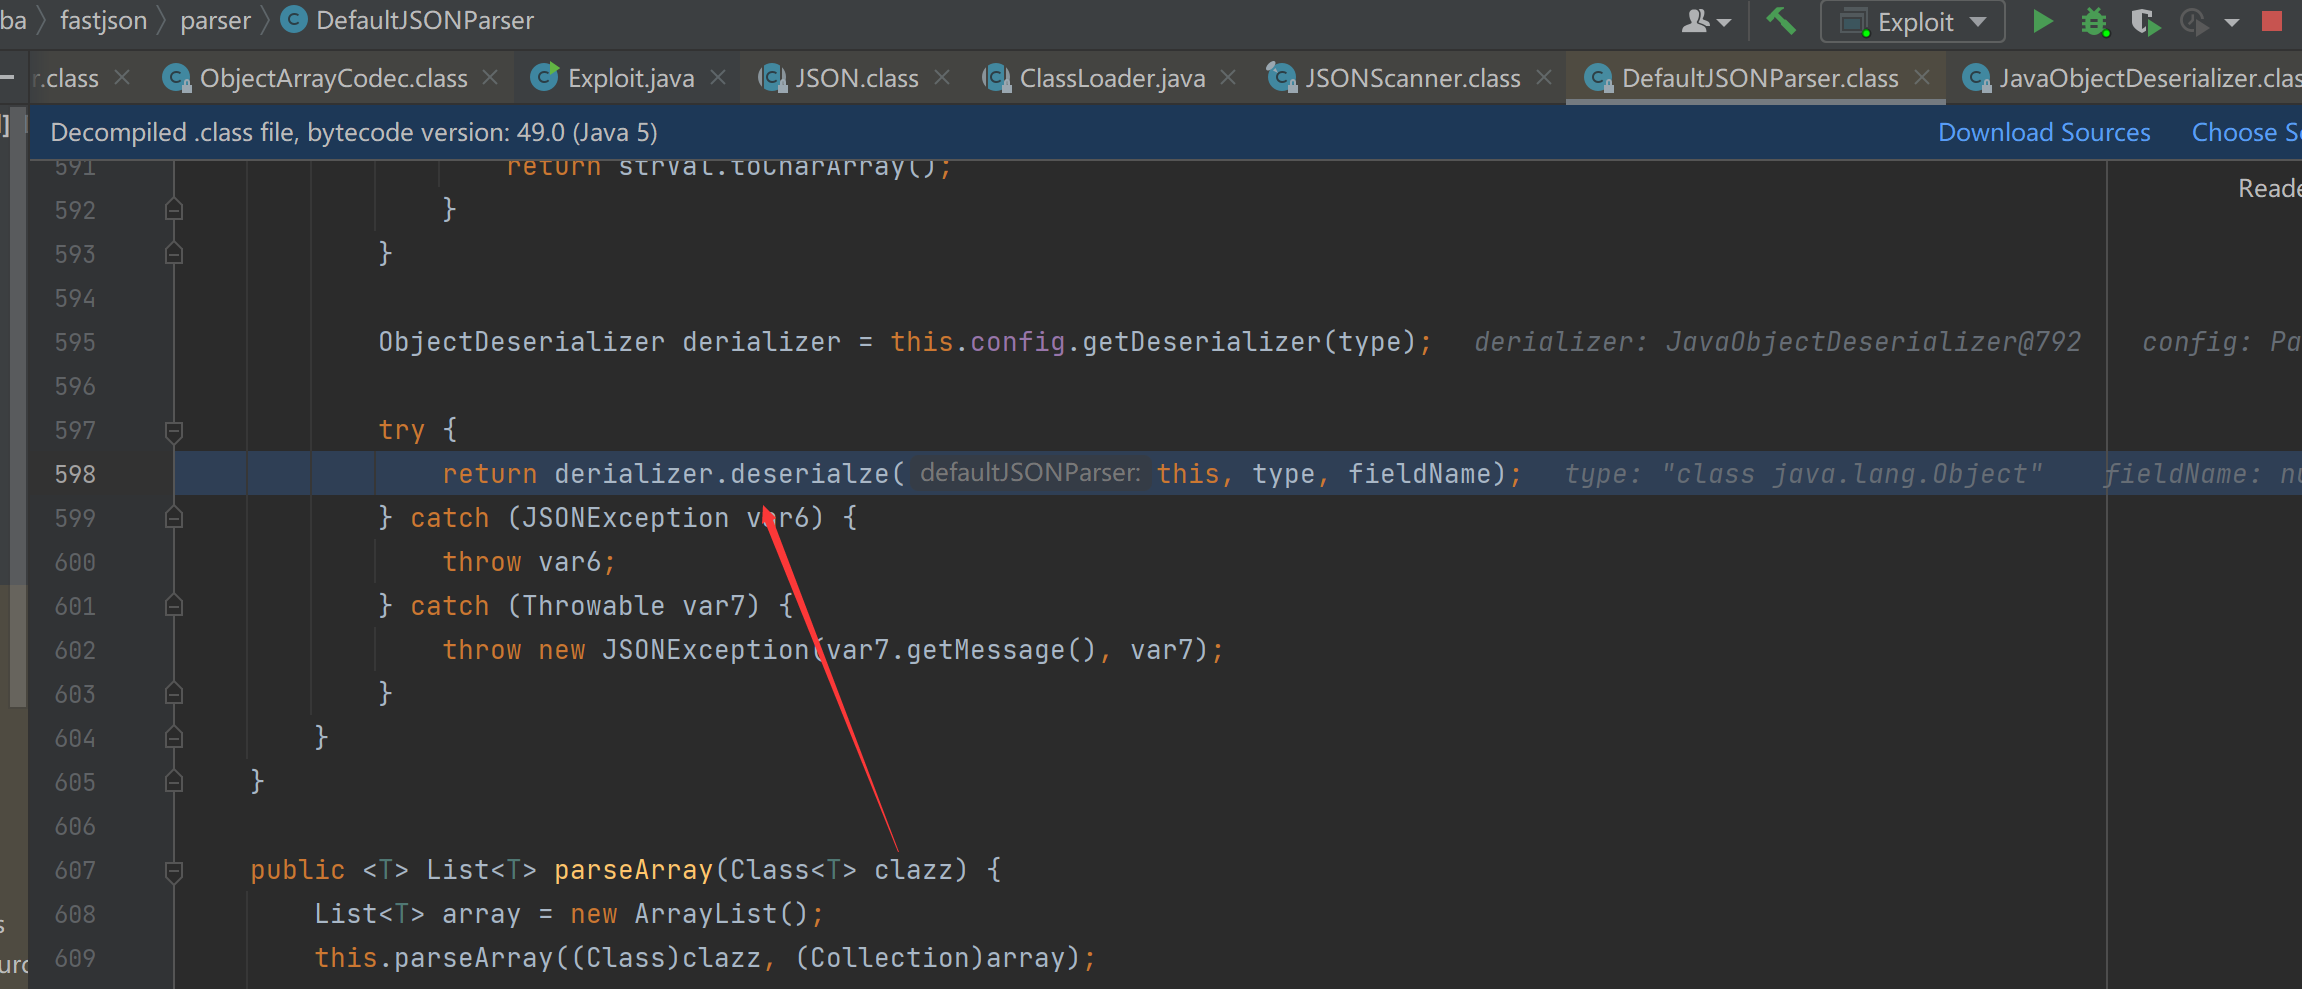 ba fastjson parser DefaultJSONParser Exploit
r.class ObjectArrayCodec.class Exploit.java JSON.class ClassLoader.java JSONScanner.class DefaultJSONParser.class JavaObjectDeserializer.clas
Decompiled .class file, bytecode version: 49.0 (Java 5) Download Sources Choose S
Reade
591 return strVal.toCharArray();
592 }
593 }
594
595 ObjectDeserializer derializer = this.config.getDeserializer(type); derializer: JavaObjectDeserializer@792 config: Pa
596
597 try {
598 return derializer.deserialze( defaultJSONParser: this, type, fieldName); type: "class java.lang.Object" fieldName: nu
599 } catch (JSONException var6) {
600 throw var6;
601 } catch (Throwable var7) {
602 throw new JSONException(var7.getMessage(), var7);
603 }
604 }
605 }
606
607 public <T> List<T> parseArray(Class<T> clazz) {
608 List<T> array = new ArrayList();
609 this.parseArray((Class)clazz, (Collection)array);